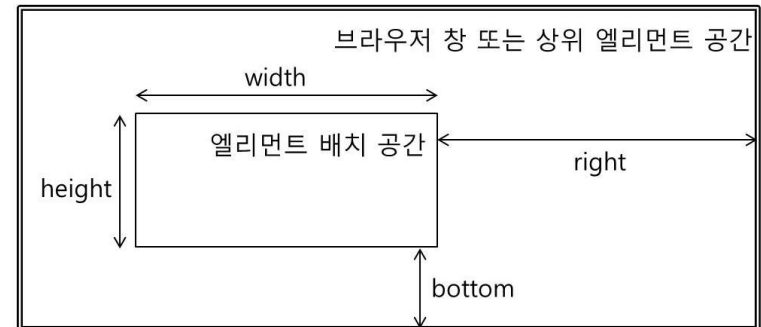 브라우저 창 또는 상위 엘리먼트 공간
width
엘리먼트 배치 공간
height
right
bottom